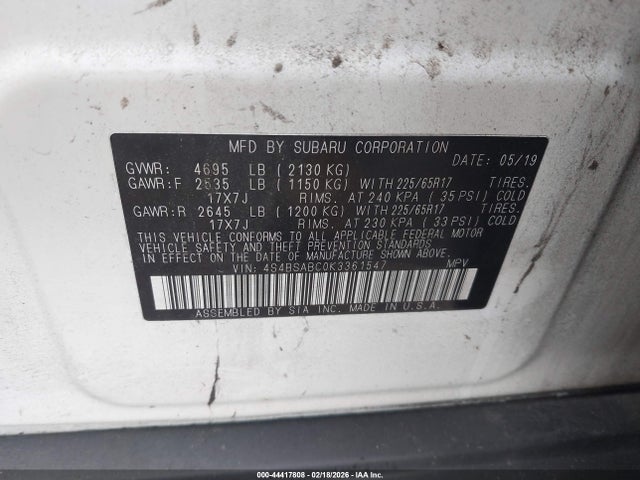 MFD BY SUBARU CORPORATION
GVWR: 4695 LB ( 2130 KG) DATE: 05/19
GAWR:F 2535 LB ( 1150 KG) WITH 225/65R17 TIRES.
17X7J RIMS. AT 240 KPA ( 35 PSI) COLD
GAWR:R 2645 LB ( 1200 KG) WITH 225/65R17 TIRES.
17X7J RIMS. AT 230 KPA ( 33 PSI) COLD
THIS VEHICLE CONFORMS TO ALL APPLICABLE FEDERAL MOTOR
VEHICLE SAFETY AND THEFT PREVENTION STANDARDS
IN EFFECT ON THE DATE OF MANUFACTURE SHOWN ABOVE.
VIN: 4S4BSABC0K3361547 MPV
ASSEMBLED BY SIA INC. MADE IN U.S.A.
000-44417808 - 02/18/2026 - IAA Inc.